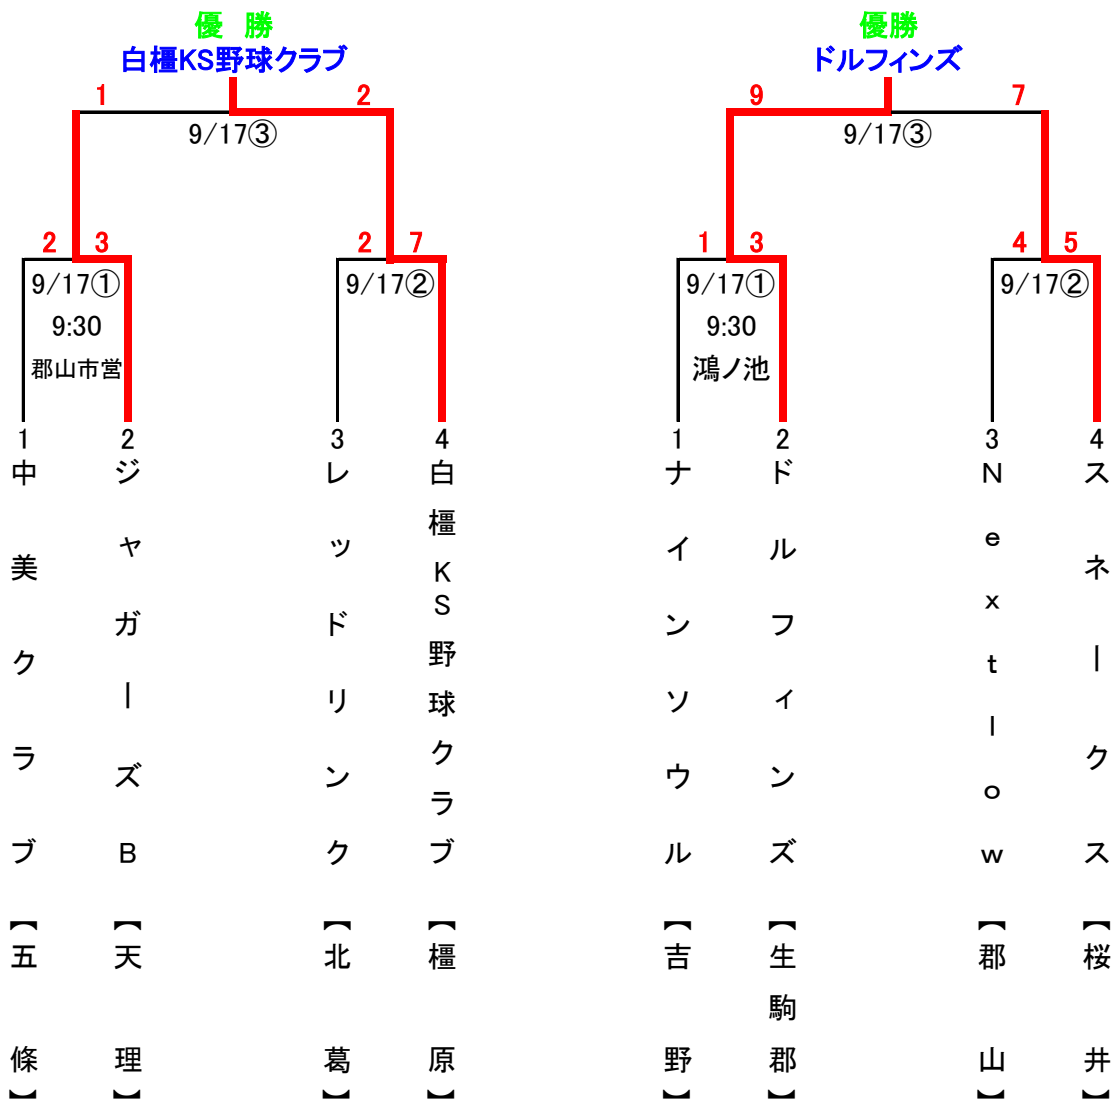 優 勝
白橿KS野球クラブ
1
2
9/17③
2
3
9/17①
9:30
郡山市営
2
7
9/17②
1
中美クラブ【五條】
2
ジャガーズB【天理】
3
レッドリンク【北葛】
4
白橿KS野球クラブ【橿原】
優勝
ドルフィンズ
9
7
9/17③
1
3
9/17①
9:30
鴻ノ池
4
5
9/17②
1
ナインソウル【吉野】
2
ドルフィンズ【生駒郡】
3
Ｎｅｘｔｌｏｗ【郡山】
4
スネークス【桜井】